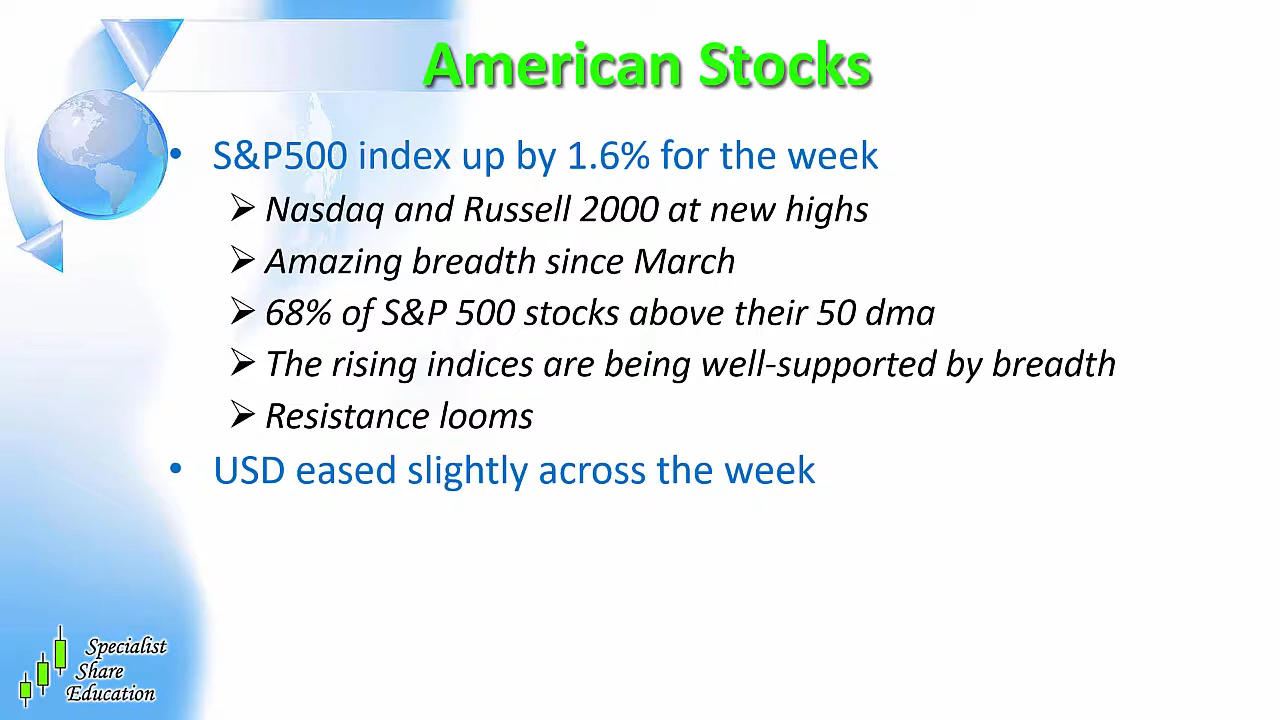 American Stocks
• S&P500 index up by 1.6% for the week
➢ Nasdaq and Russell 2000 at new highs
➢ Amazing breadth since March
➢ 68% of S&P 500 stocks above their 50 dma
➢ The rising indices are being well-supported by breadth
➢ Resistance looms
• USD eased slightly across the week
Specialist
Share
Education